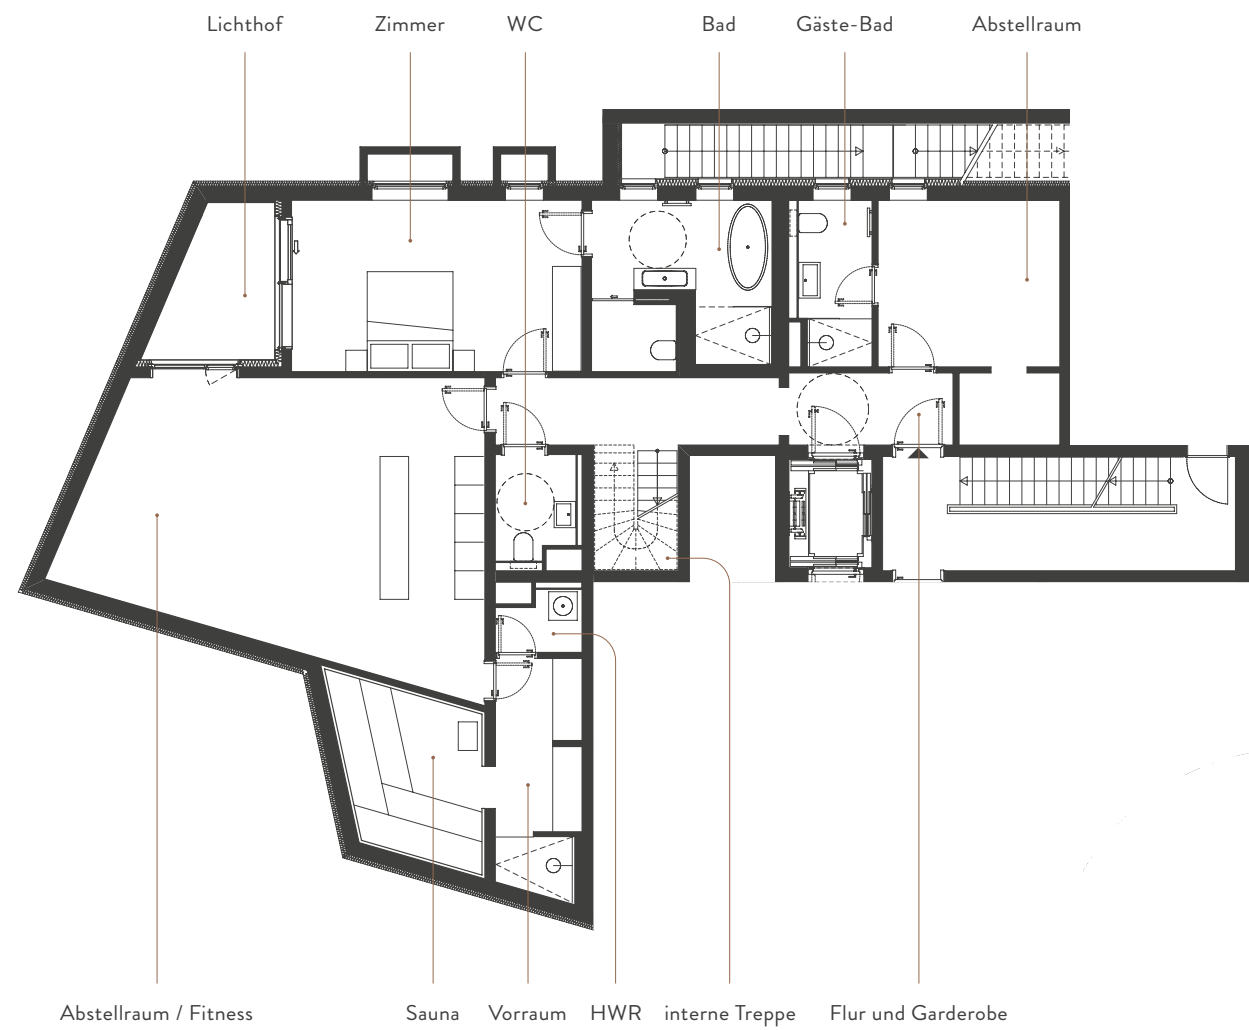 Lichthof
Zimmer
WC
Bad
Gäste-Bad
Abstellraum
Abstellraum / Fitness
Sauna
Vorraum
HWR
interne Treppe
Flur und Garderobe